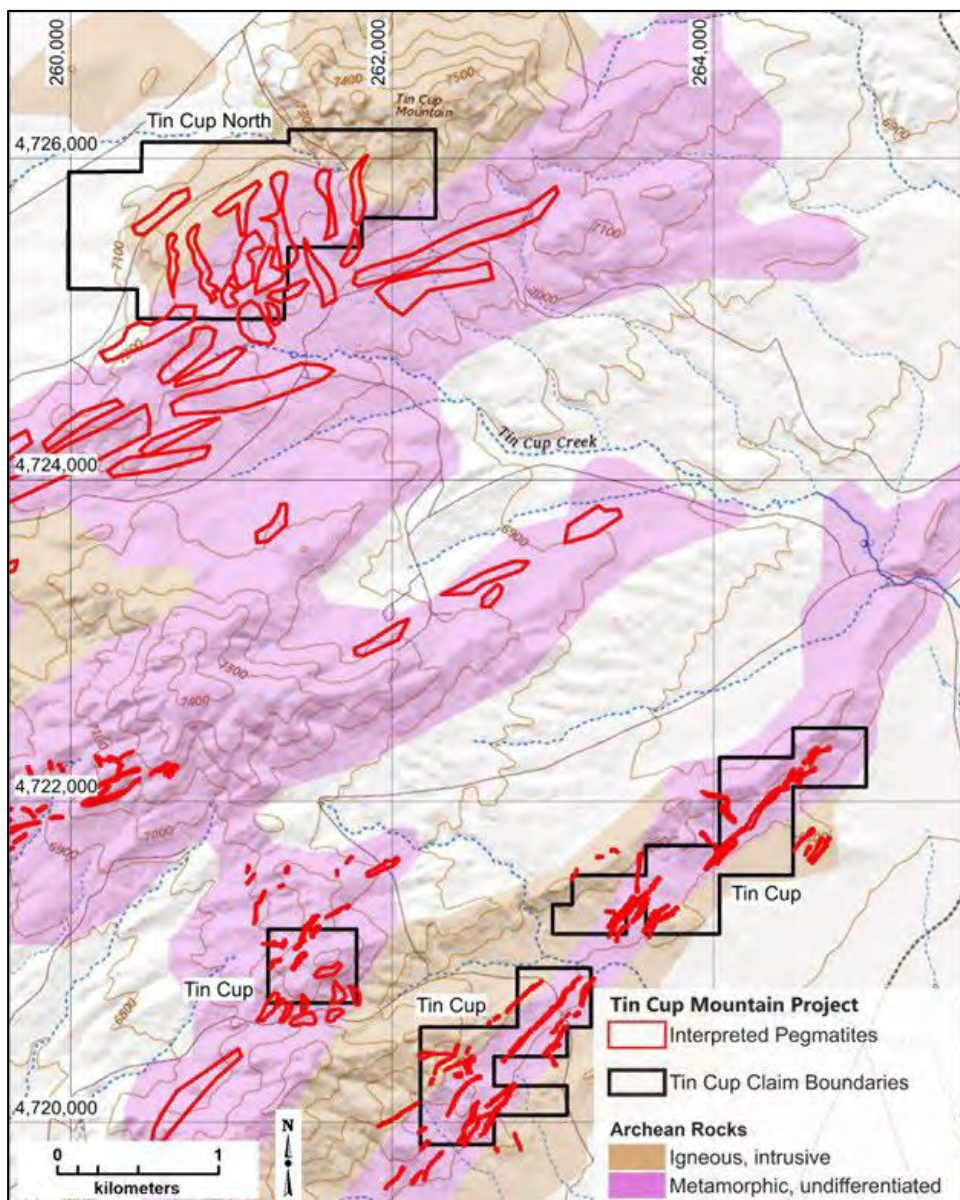 260,000
262,000
264,000
7400
7500
Tin Cup
Mountain
Tin Cup North
6900
4,726,000
7100
7100
7000
Tin Cup Creek
4,724,000
6900
7300
7400
4,722,000
7000
6900
Tin Cup
Tin Cup
Tin Cup
6800
4,720,000
N
0 1
kilometers
Tin Cup Mountain Project
Interpreted Pegmatites
Tin Cup Claim Boundaries
Archean Rocks
Igneous, intrusive
Metamorphic, undifferentiated